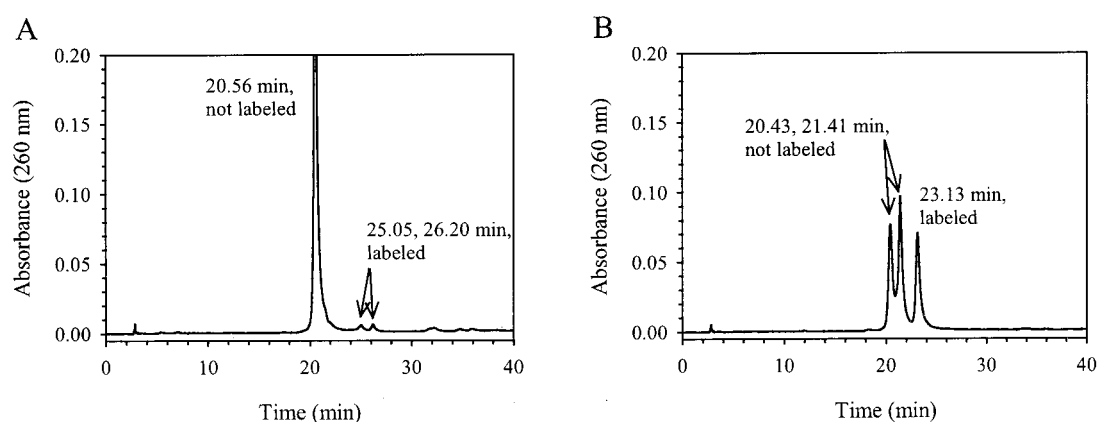 A
0.20
0.15
0.10
0.05
0.00
Absorbance (260 nm)
20.56 min,
not labeled
25.05, 26.20 min,
labeled
0 10 20 30 40
Time (min)
B
0.20
0.15
0.10
0.05
0.00
Absorbance (260 nm)
20.43, 21.41 min,
not labeled
23.13 min,
labeled
0 10 20 30 40
Time (min)